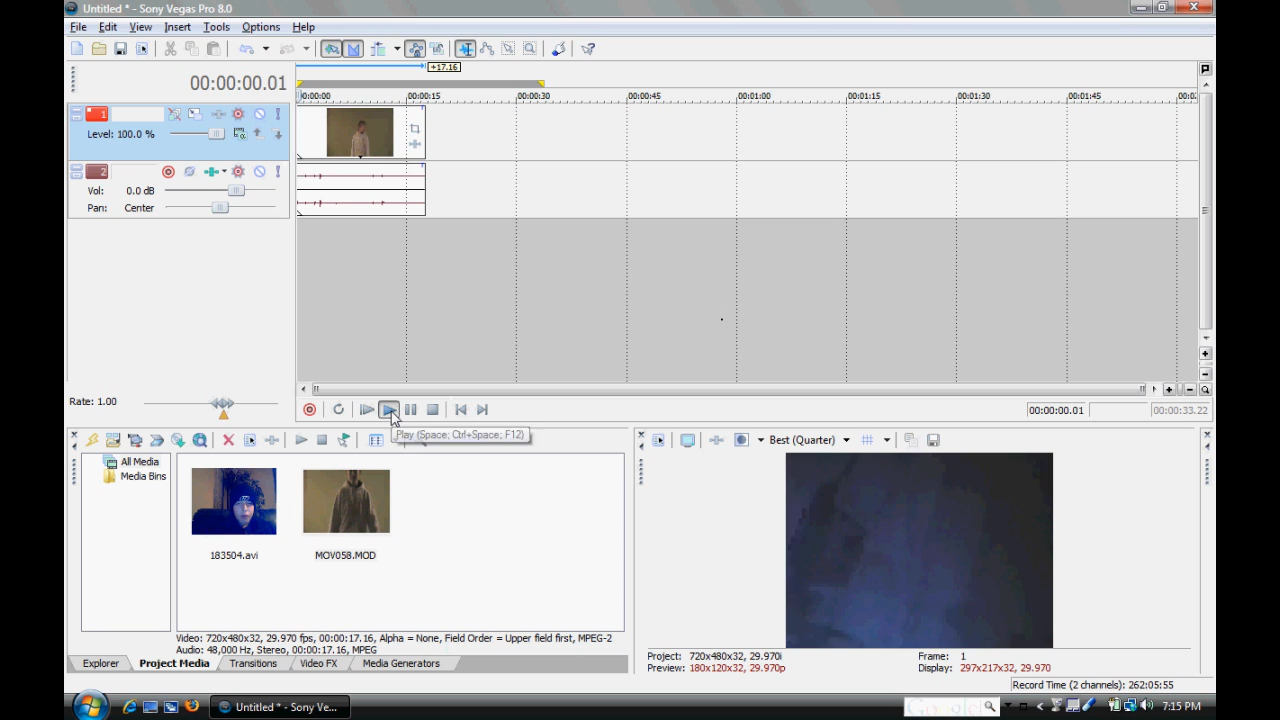 Untitled * - Sony Vegas Pro 8.0
File Edit View Insert Tools Options Help
+17.16
00:00:00.01
00:00:15 00:00:30 00:00:45 00:01:00 00:01:15 00:01:30 00:01:45
1
Level: 100.0 %
2
Vol: 0.0 dB
Pan: Center
Rate: 1.00
00:00:00.01 00:00:33.22
Play (Space; Ctrl+Space; F12)
Best (Quarter)
All Media
Media Bins
183504.avi MOV058.MOD
Video: 720x480x32, 29.970 fps, 00:00:17.16, Alpha = None, Field Order = Upper field first, MPEG-2
Audio: 48,000 Hz, Stereo, 00:00:17.16, MPEG
Explorer Project Media Transitions Video FX Media Generators
Project: 720x480x32, 29.970i Frame: 1
Preview: 180x120x32, 29.970p Display: 297x217x32, 29.970
Record Time (2 channels): 262:05:55
Untitled * - Sony Ve... Google 7:15 PM